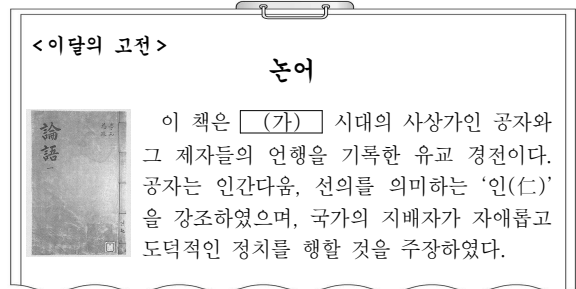 <이달의 고전>
논어
論語 一
이 책은 (가) 시대의 사상가인 공자와
그 제자들의 언행을 기록한 유교 경전이다.
공자는 인간다움, 선의를 의미하는 ‘인(仁)’
을 강조하였으며, 국가의 지배자가 자애롭고
도덕적인 정치를 행할 것을 주장하였다.